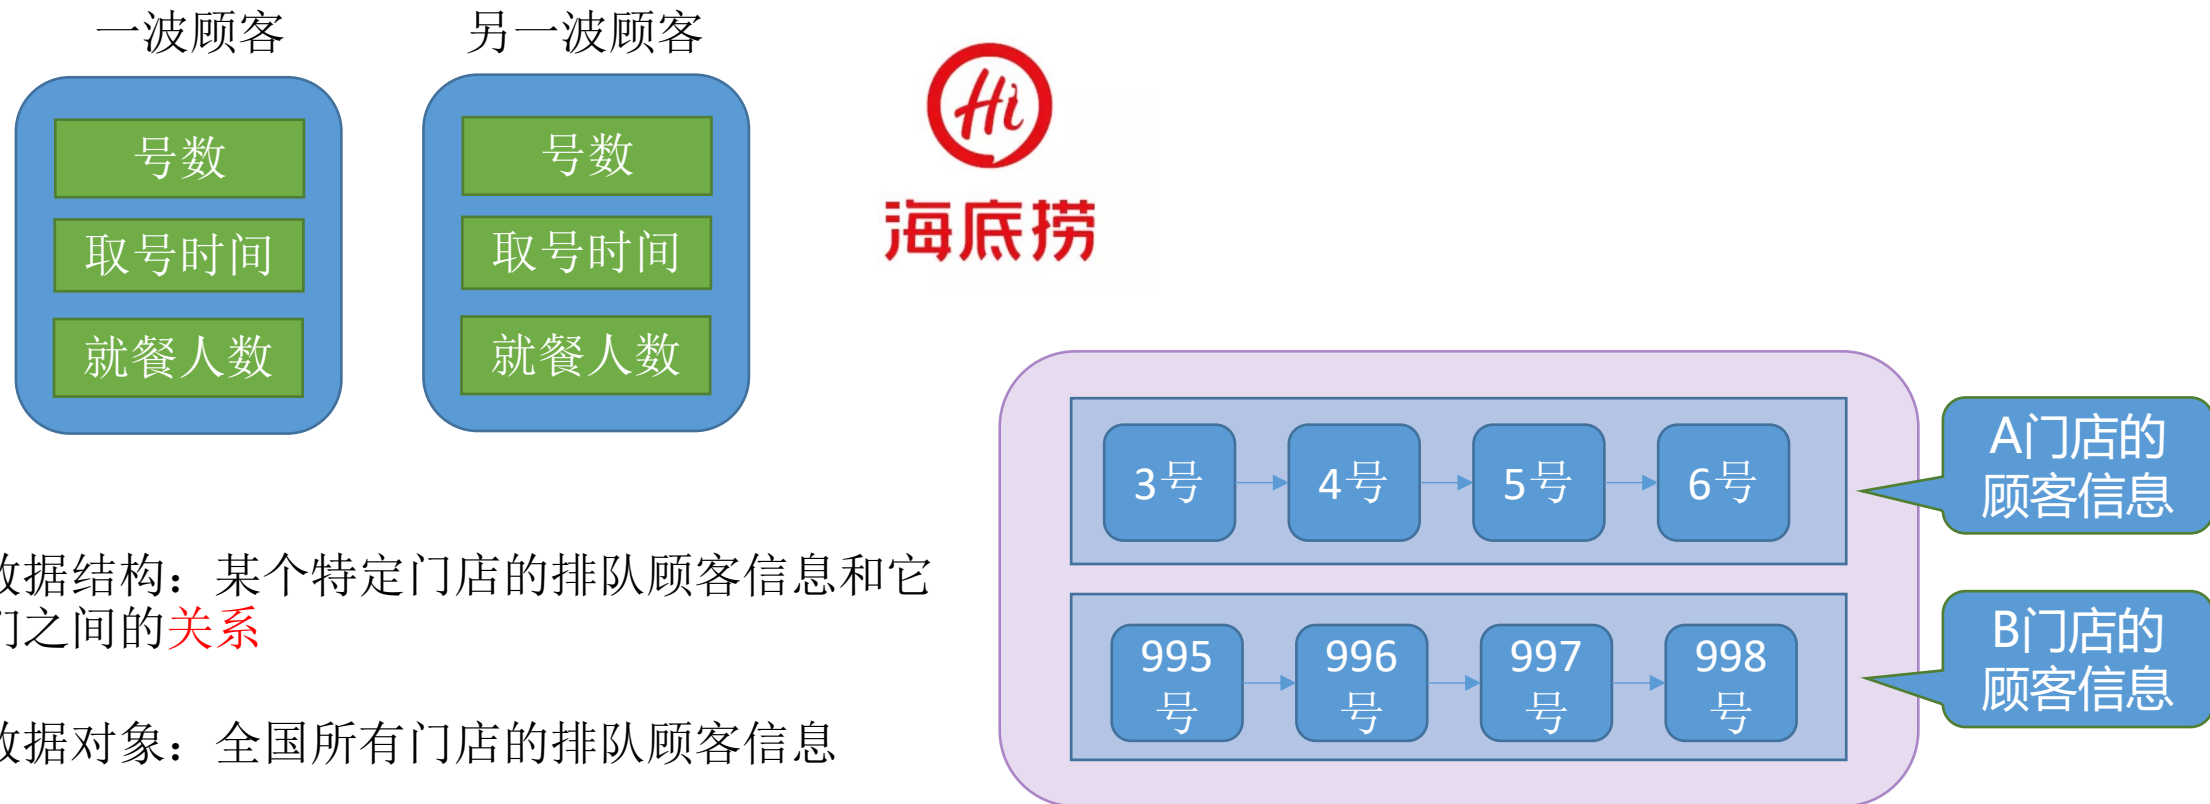 一波顾客
另一波顾客
号数
取号时间
就餐人数
号数
取号时间
就餐人数
Hi
海底捞
数据结构：某个特定门店的排队顾客信息和它
们之间的关系
数据对象：全国所有门店的排队顾客信息
3号
4号
5号
6号
A门店的
顾客信息
995
号
996
号
997
号
998
号
B门店的
顾客信息